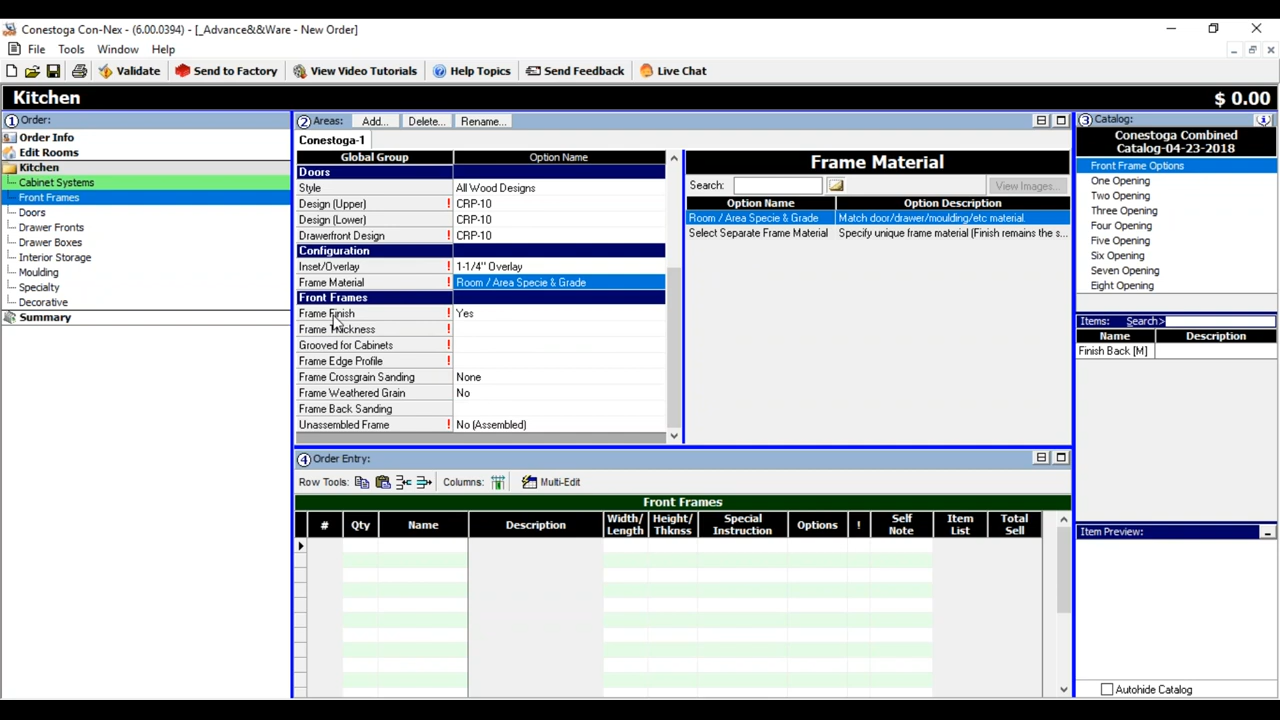 Conestoga Con-Nex - (6.00.0394) - [_Advance&&Ware - New Order]
File Tools Window Help
Validate Send to Factory View Video Tutorials Help Topics Send Feedback Live Chat
Kitchen $ 0.00
1 Order:
Order Info
Edit Rooms
Kitchen
Cabinet Systems
Front Frames
Doors
Drawer Fronts
Drawer Boxes
Interior Storage
Moulding
Specialty
Decorative
Summary
2 Areas: Add... Delete... Rename...
Conestoga-1
Global Group Option Name
Doors
Style All Wood Designs
Design (Upper) ! CRP-10
Design (Lower) ! CRP-10
Drawerfront Design ! CRP-10
Configuration
Inset/Overlay ! 1-1/4" Overlay
Frame Material ! Room / Area Specie & Grade
Front Frames
Frame Finish ! Yes
Frame Thickness !
Grooved for Cabinets !
Frame Edge Profile !
Frame Crossgrain Sanding None
Frame Weathered Grain No
Frame Back Sanding
Unassembled Frame ! No (Assembled)
Frame Material
Search: View Images...
Option Name Option Description
Room / Area Specie & Grade Match door/drawer/moulding/etc material.
Select Separate Frame Material Specify unique frame material (Finish remains the s...
3 Catalog:
Conestoga Combined
Catalog-04-23-2018
Front Frame Options
One Opening
Two Opening
Three Opening
Four Opening
Five Opening
Six Opening
Seven Opening
Eight Opening
Items: Search>
Name Description
Finish Back [M]
Item Preview:
Autohide Catalog
4 Order Entry:
Row Tools: Columns: Multi-Edit
Front Frames
# Qty Name Description Width/ Length Height/ Thknss Special Instruction Options ! Self Note Item List Total Sell